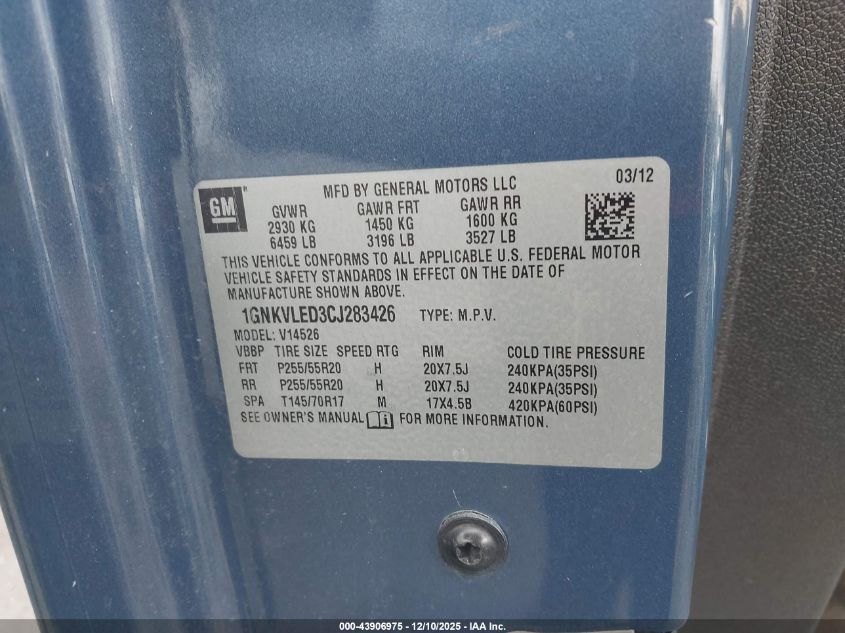 GM
MFD BY GENERAL MOTORS LLC
03/12
GVWR GAWR FRT GAWR RR
2930 KG 1450 KG 1600 KG
6459 LB 3196 LB 3527 LB
THIS VEHICLE CONFORMS TO ALL APPLICABLE U.S. FEDERAL MOTOR
VEHICLE SAFETY STANDARDS IN EFFECT ON THE DATE OF
MANUFACTURE SHOWN ABOVE.
1GNKVLED3CJ283426 TYPE: M.P.V.
MODEL: V14526
VBBP TIRE SIZE SPEED RTG RIM COLD TIRE PRESSURE
FRT P255/55R20 H 20X7.5J 240KPA(35PSI)
RR P255/55R20 H 20X7.5J 240KPA(35PSI)
SPA T145/70R17 M 17X4.5B 420KPA(60PSI)
SEE OWNER'S MANUAL FOR MORE INFORMATION.
000-43906975 - 12/10/2025 - IAA Inc.